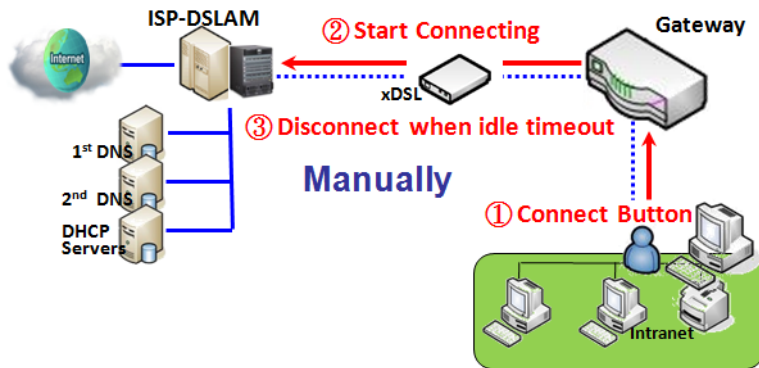 ISP-DSLAM
② Start Connecting
Gateway
Internet
xDSL
③ Disconnect when idle timeout
1st DNS
Manually
2nd DNS
① Connect Button
DHCP
Servers
Intranet